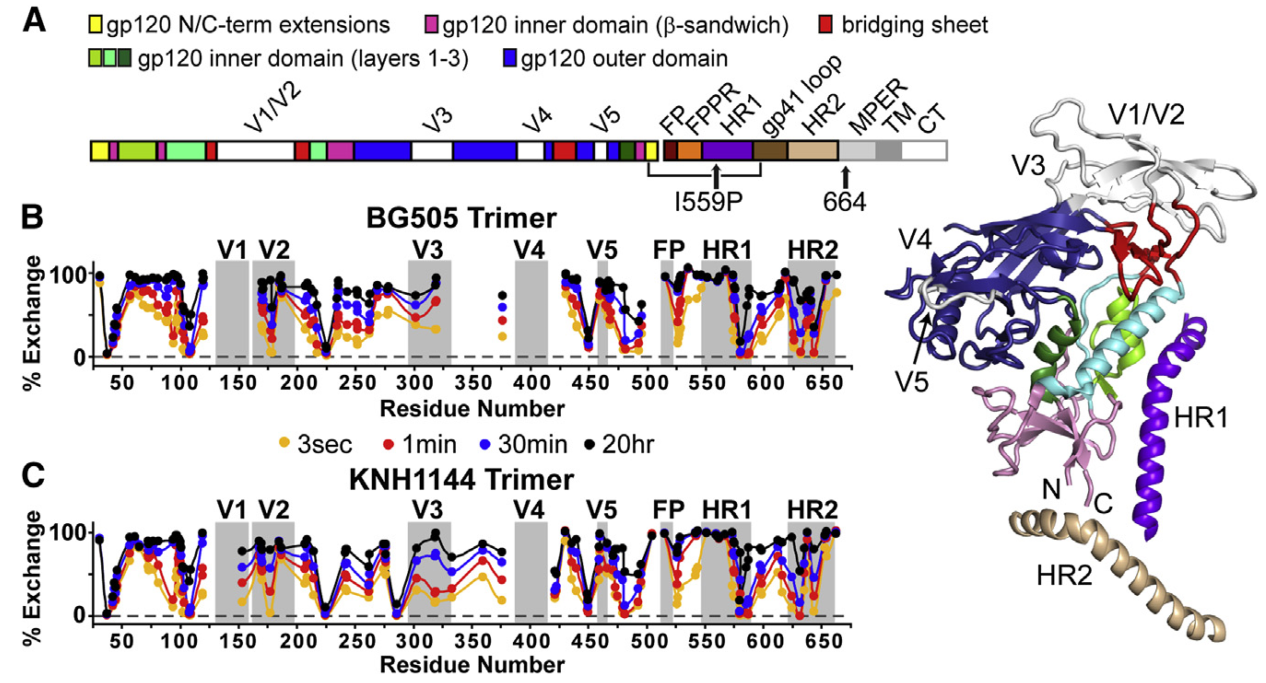 A
gp120 N/C-term extensions gp120 inner domain (β-sandwich) bridging sheet
gp120 inner domain (layers 1-3) gp120 outer domain
V1/V2 V3 V4 V5 FP FPPR HR1 gp41 loop HR2 MPER TM CT
I559P 664
B
BG505 Trimer
V1 V2 V3 V4 V5 FP HR1 HR2
% Exchange
100
0
50 100 150 200 250 300 350 400 450 500 550 600 650
Residue Number
3sec 1min 30min 20hr
C
KNH1144 Trimer
V1 V2 V3 V4 V5 FP HR1 HR2
% Exchange
100
0
50 100 150 200 250 300 350 400 450 500 550 600 650
Residue Number
V1/V2
V3
V4
V5
HR1
N
C
HR2